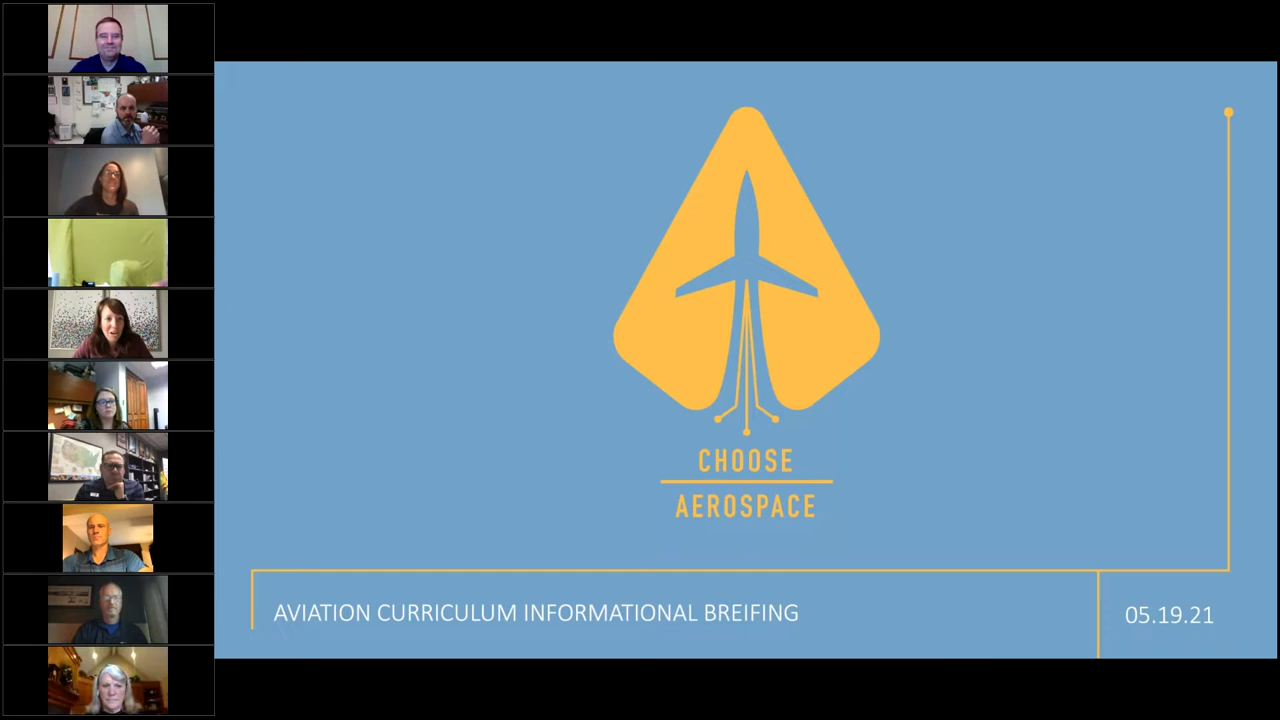 CHOOSE
AEROSPACE
AVIATION CURRICULUM INFORMATIONAL BREIFING
05.19.21